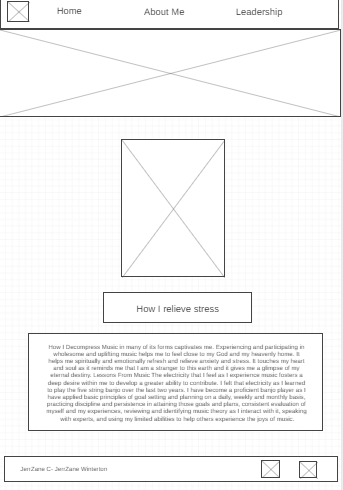 Home About Me Leadership
How I relieve stress
How I Decompress Music in many of its forms captivates me. Experiencing and participating in
wholesome and uplifting music helps me to feel close to my God and my heavenly home. It
helps me spiritually and emotionally refresh and relieve anxiety and stress. It touches my heart
and soul as it reminds me that I am a stranger to this earth and it gives me a glimpse of my
eternal destiny. Lessons From Music The electricity that I feel as I experience music fosters a
deep desire within me to develop a greater ability to contribute, I felt that electricity as I learned
to play the five string banjo over the last two years. I have become a proficient banjo player as I
have applied basic principles of goal setting and planning on a daily, weekly and monthly basis,
practicing discipline and persistence in attaining those goals and plans, consistent evaluation of
myself and my experiences, reviewing and identifying music theory as I interact with it, speaking
with experts, and using my limited abilities to help others experience the joys of music.
JenZane C- JenZane Winterton